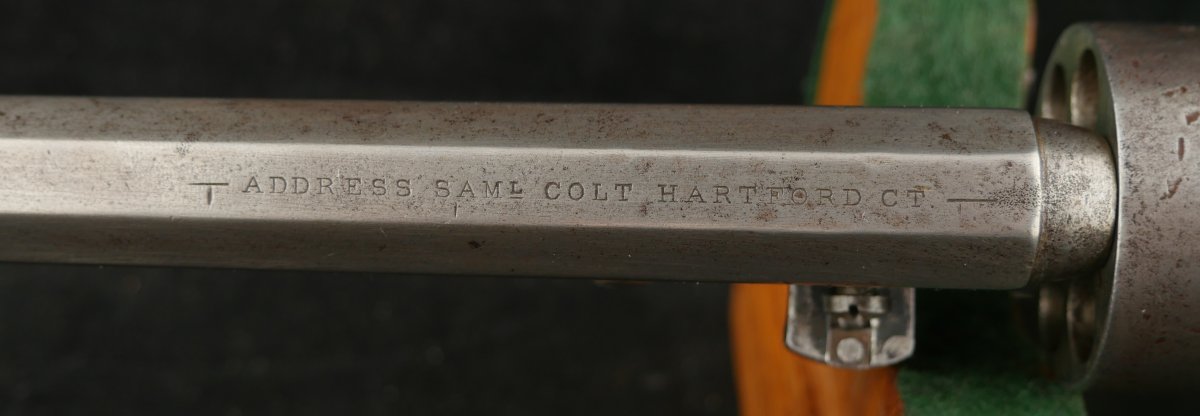 ADDRESS SAMᴸ COLT HARTFORD CT